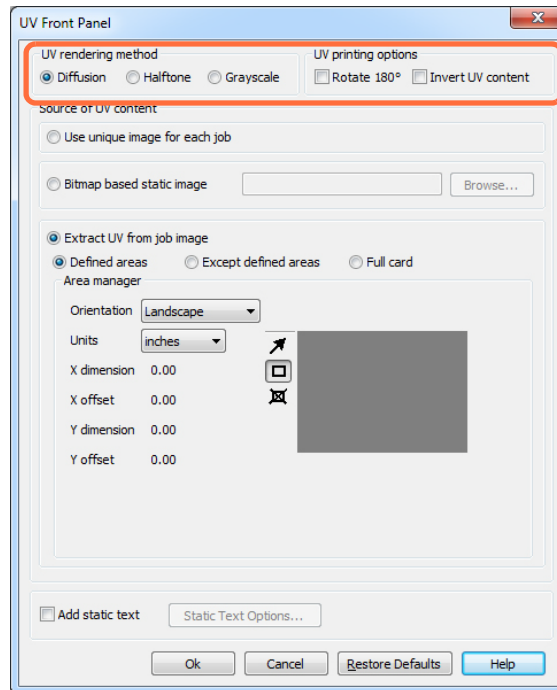 UV Front Panel
x
UV rendering method UV printing options
Diffusion Halftone Grayscale Rotate 180° Invert UV content
Source of UV content
Use unique image for each job
Bitmap based static image Browse...
Extract UV from job image
Defined areas Except defined areas Full card
Area manager
Orientation Landscape
Units inches
X dimension 0.00
X offset 0.00
Y dimension 0.00
Y offset 0.00
Add static text Static Text Options...
Ok Cancel Restore Defaults Help